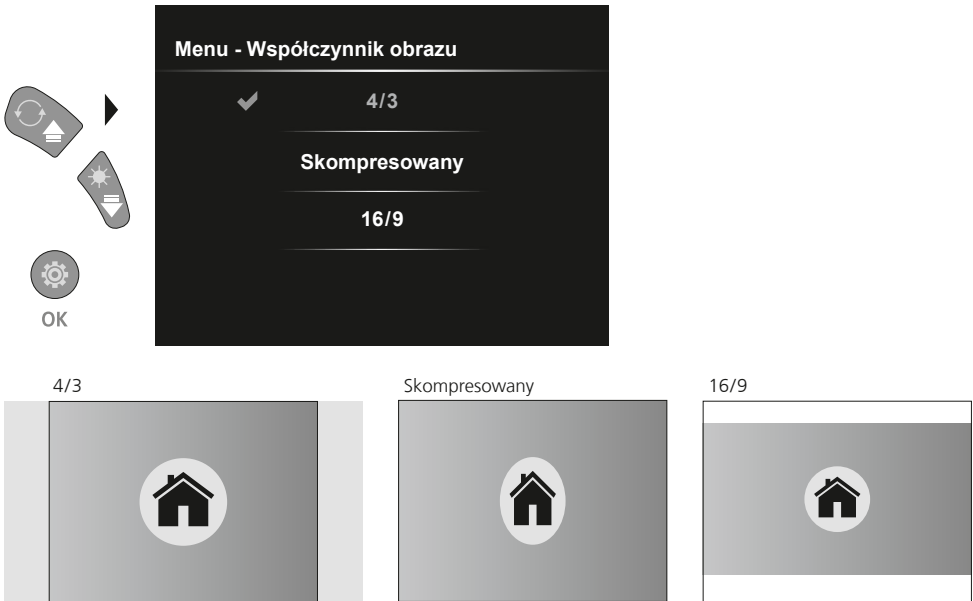 Menu - Współczynnik obrazu
4/3
Skompresowany
16/9
OK
4/3
Skompresowany
16/9